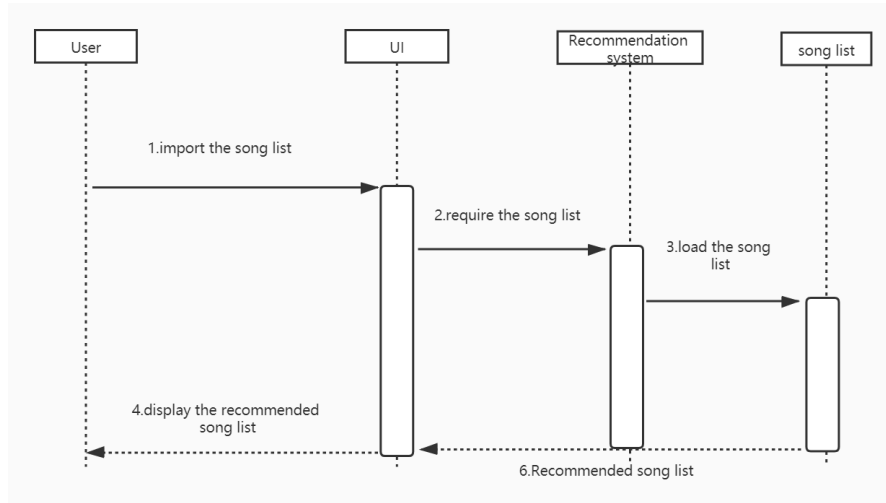 User
UI
Recommendation
system
song list
1.import the song list
2.require the song list
3.load the song
list
4.display the recommended
song list
6.Recommended song list